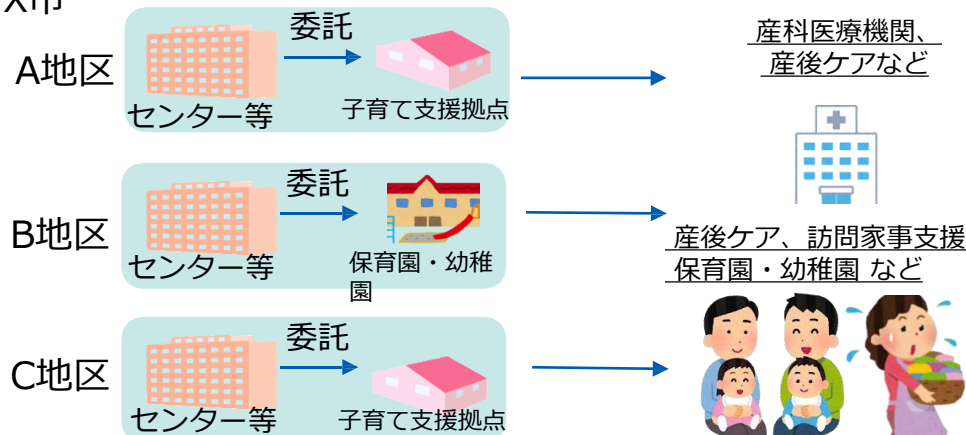 X市
A地区
委託
センター等
子育て支援拠点
産科医療機関、
産後ケアなど
B地区
委託
センター等
保育園・幼稚
園
産後ケア、訪問家事支援
保育園・幼稚園 など
C地区
委託
センター等
子育て支援拠点